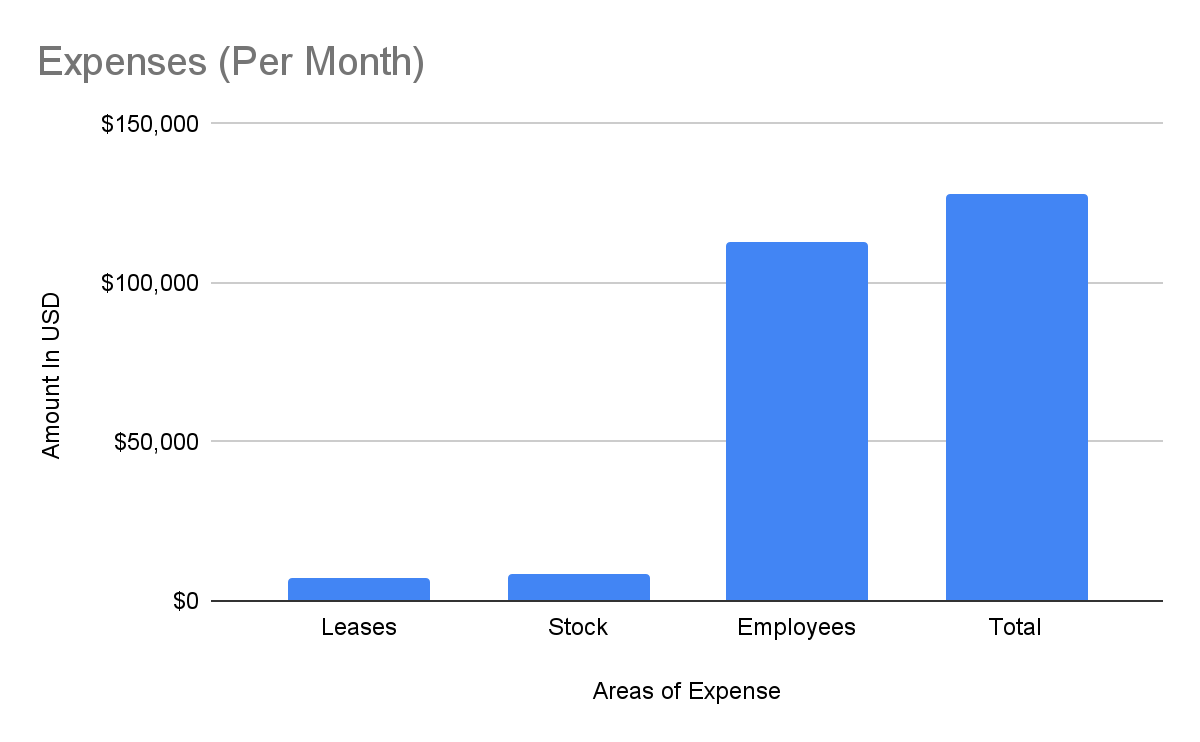 Expenses (Per Month)
$150,000
$100,000
$50,000
$0
Amount In USD
Leases
Stock
Employees
Total
Areas of Expense